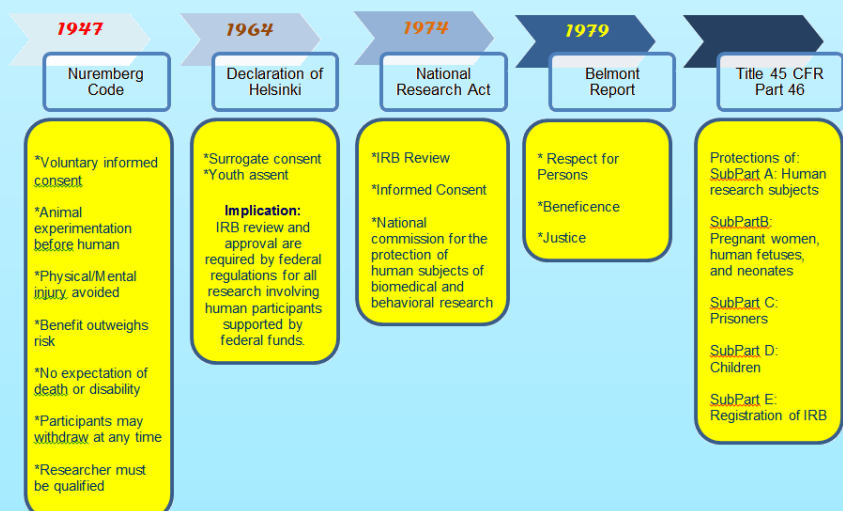 1947
Nuremberg
Code
*Voluntary informed
consent
*Animal
experimentation
before human
*Physical/Mental
injury avoided
*Benefit outweighs
risk
*No expectation of
death or disability
*Participants may
withdraw at any time
*Researcher must
be qualified
1964
Declaration of
Helsinki
*Surrogate consent
*Youth assent
Implication:
IRB review and
approval are
required by federal
regulations for all
research involving
human participants
supported by
federal funds.
1974
National
Research Act
*IRB Review
*Informed Consent
*National
commission for the
protection of
human subjects of
biomedical and
behavioral research
1979
Belmont
Report
* Respect for
Persons
*Beneficence
*Justice
Title 45 CFR
Part 46
Protections of:
SubPart A: Human
research subjects
SubPartB:
Pregnant women,
human fetuses,
and neonates
SubPart C:
Prisoners
SubPart D:
Children
SubPart E:
Registration of IRB